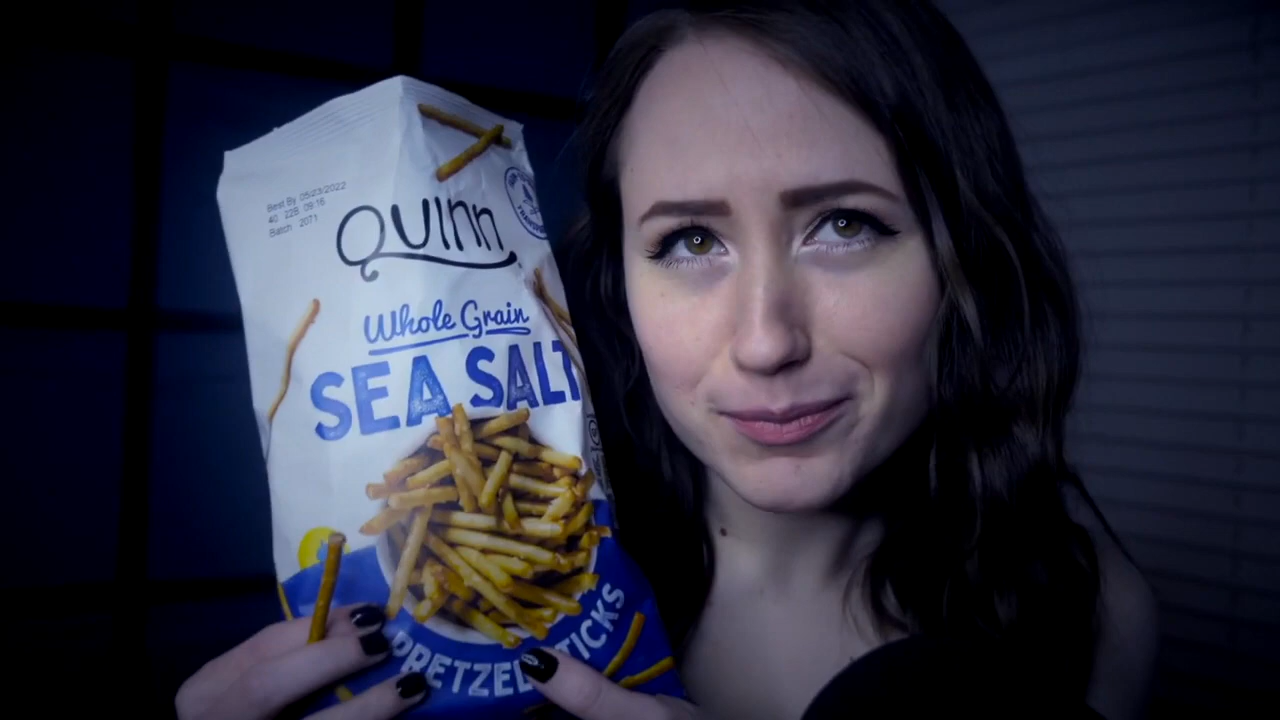 Best By 05/23/2022
40 22B 09:16
Batch 2071
QUINN
Whole Grain
SEA SALT
PRETZEL STICKS